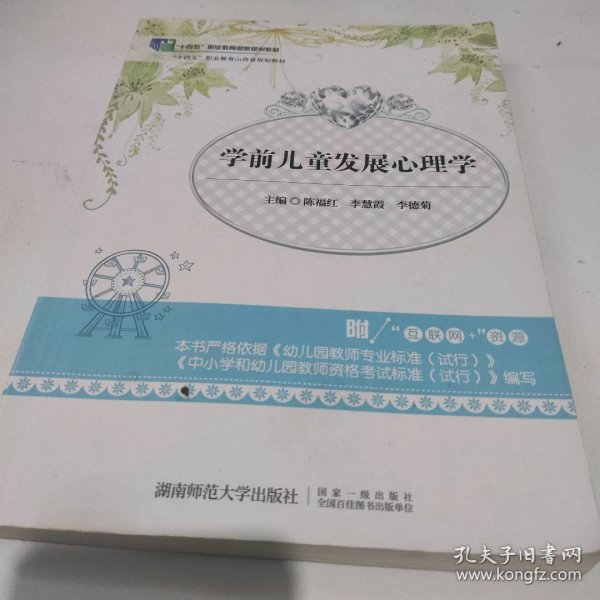 "十四五"职业教育国家规划教材
"十四五"职业教育山西省规划教材
学前儿童发展心理学
主编◎陈福红 李慧霞 李德菊
附/"互联网+"资源
本书严格依据《幼儿园教师专业标准（试行）》
《中小学和幼儿园教师资格考试标准（试行）》编写
湖南师范大学出版社
国家一级出版社
全国百佳图书出版单位
孔夫子旧书网
www.kongfz.com